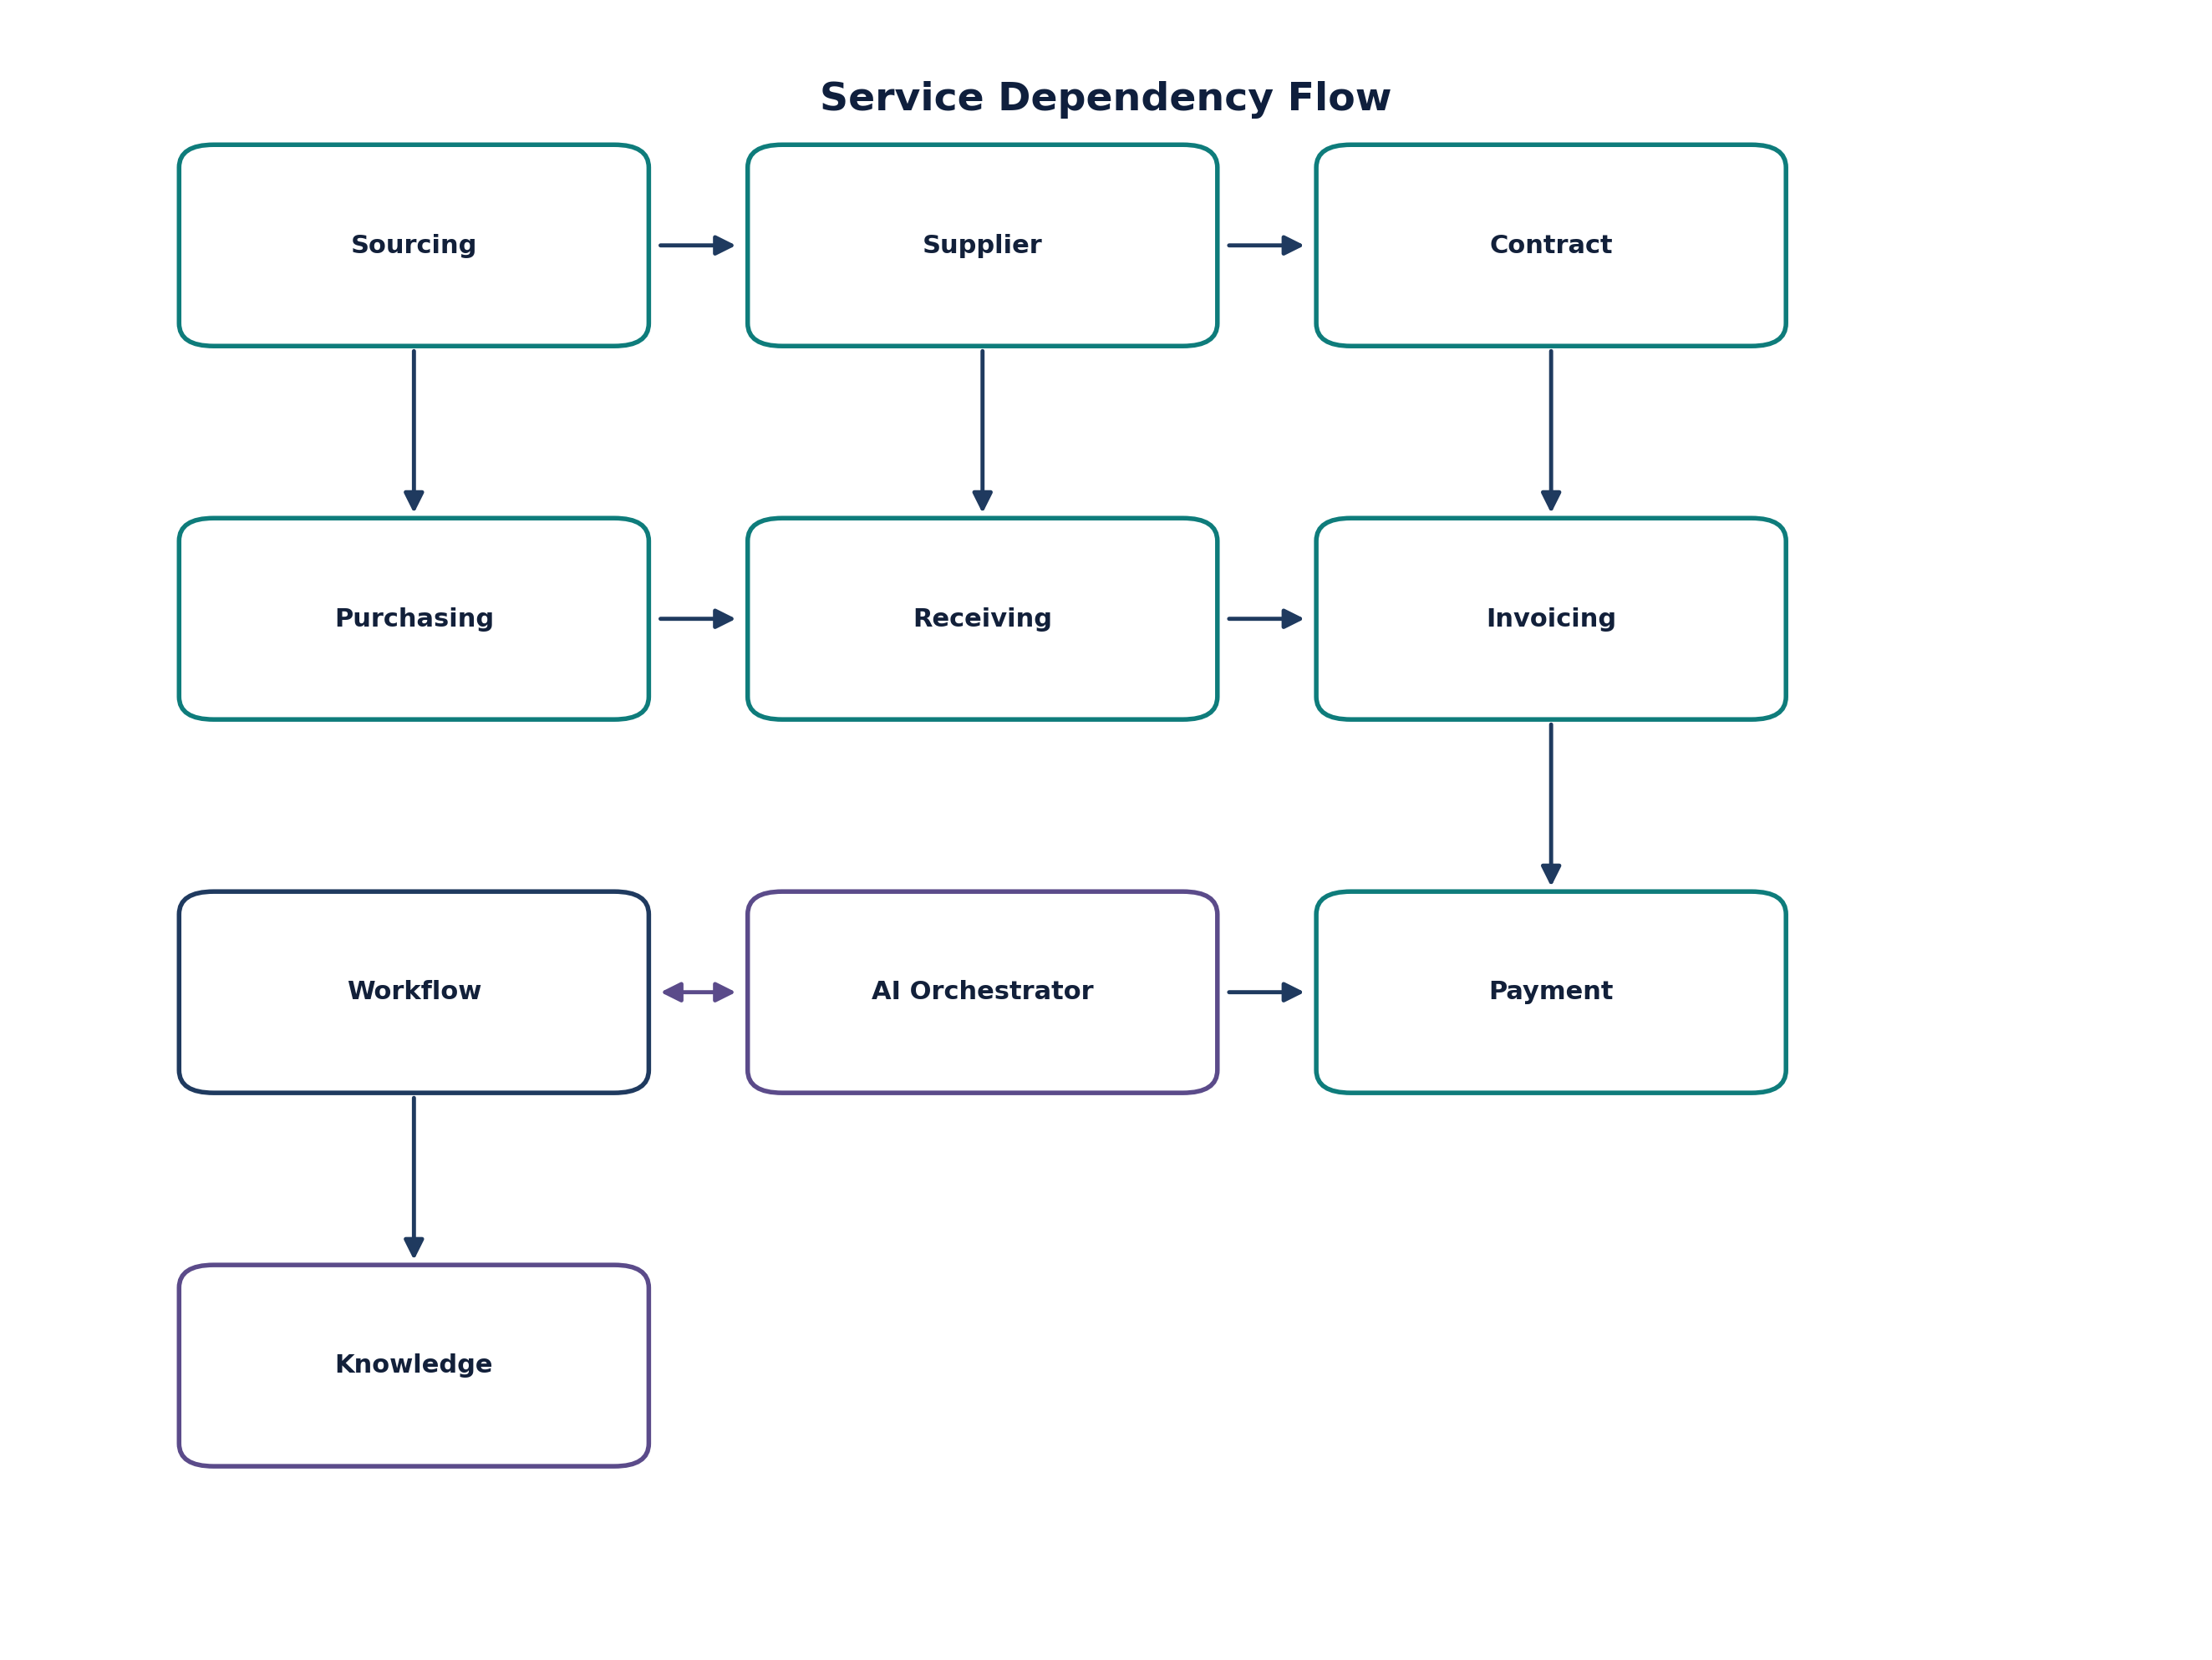 Service Dependency Flow
Sourcing
Supplier
Contract
Purchasing
Receiving
Invoicing
Workflow
AI Orchestrator
Payment
Knowledge